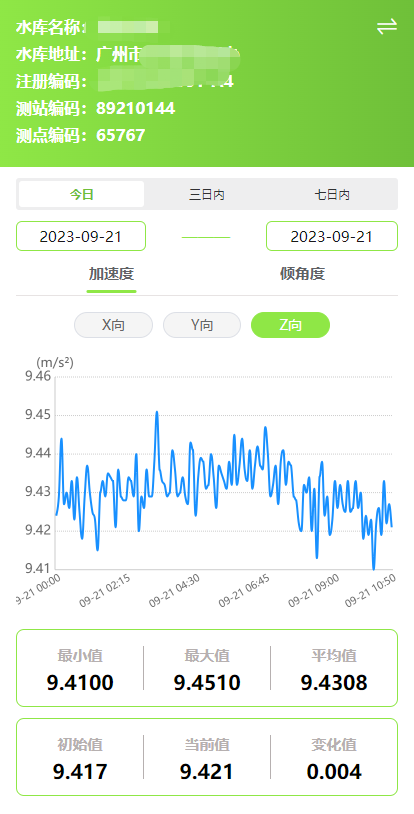 水库名称：
水库地址：广州市
注册编码：
测站编码：89210144
测点编码：65767
今日 三日内 七日内
2023-09-21 2023-09-21
加速度 倾角度
X向 Y向 Z向
(m/s²)
9.46
9.45
9.44
9.43
9.42
9.41
09-21 00:00 09-21 02:15 09-21 04:30 09-21 06:45 09-21 09:00 09-21 10:50
最小值 最大值 平均值
9.4100 9.4510 9.4308
初始值 当前值 变化值
9.417 9.421 0.004